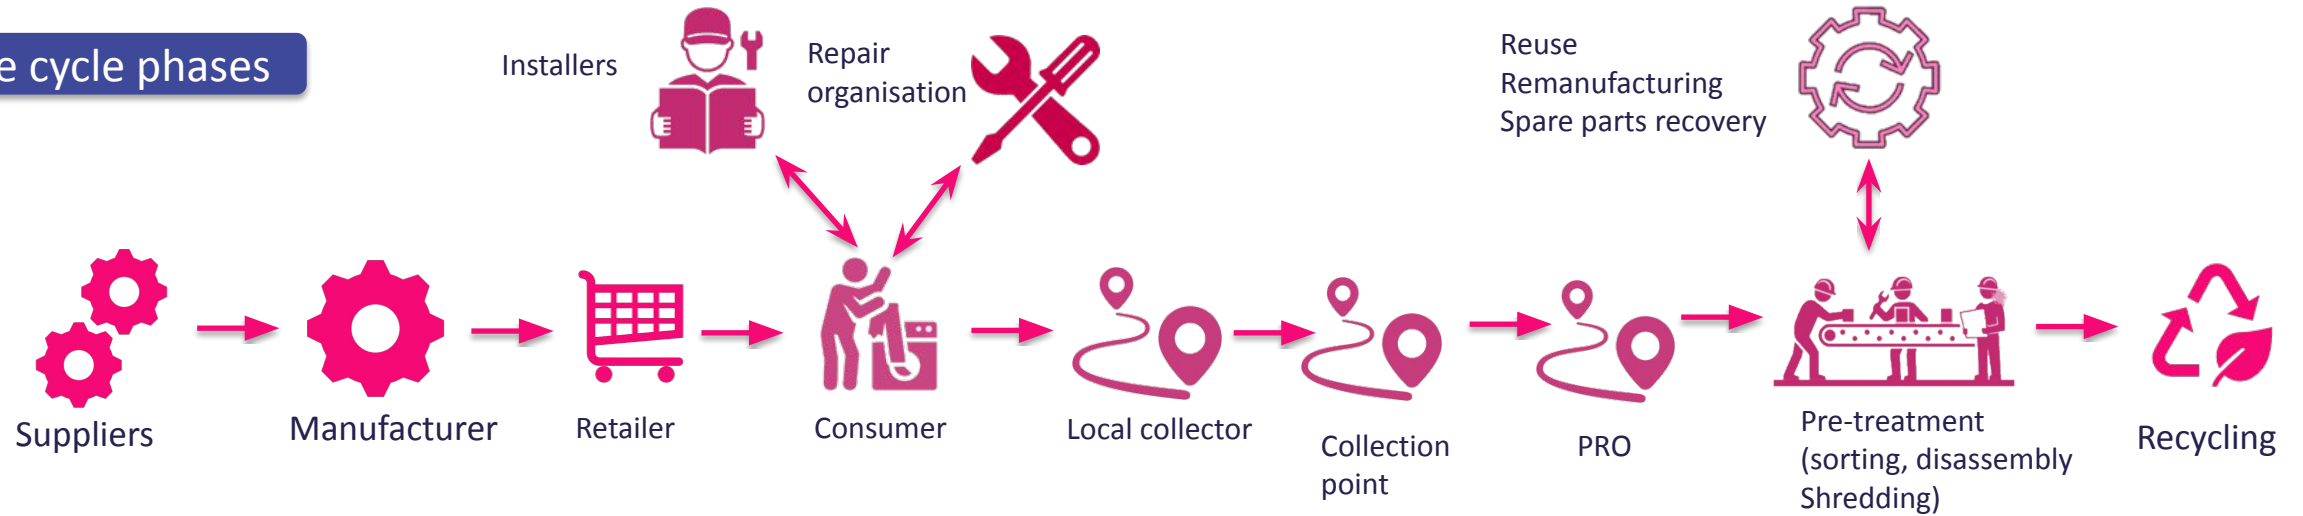 e cycle phases
Installers
Repair
organisation
Reuse
Remanufacturing
Spare parts recovery
Suppliers
Manufacturer
Retailer
Consumer
Local collector
Collection
point
PRO
Pre-treatment
(sorting, disassembly
Shredding)
Recycling